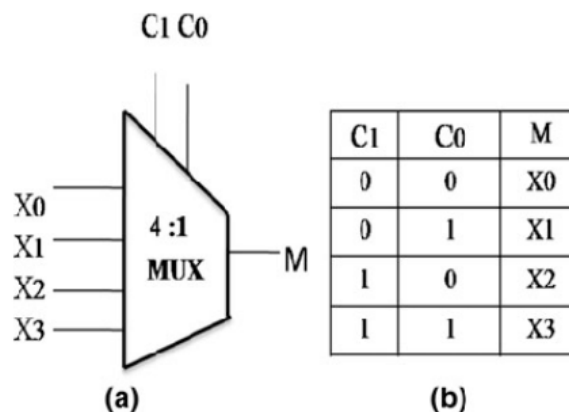 C1 C0
X0
X1
X2
X3
4 :1
MUX
M
(a)
C1 C0 M
0 0 X0
0 1 X1
1 0 X2
1 1 X3
(b)